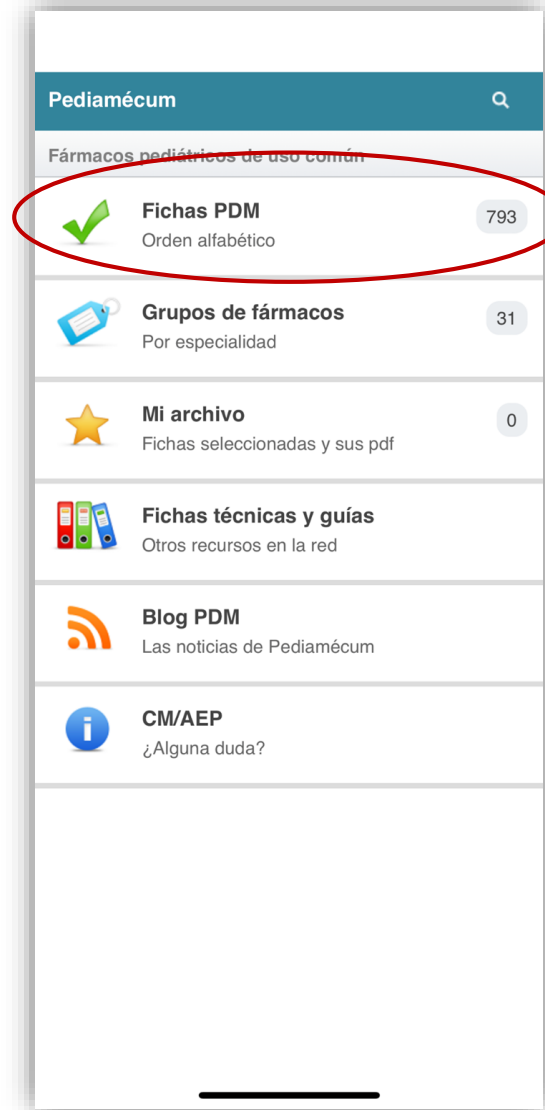 Pediamécum
Fármacos pediátricos de uso común
Fichas PDM
793
Orden alfabético
Grupos de fármacos
31
Por especialidad
Mi archivo
0
Fichas seleccionadas y sus pdf
Fichas técnicas y guías
Otros recursos en la red
Blog PDM
Las noticias de Pediamécum
CM/AEP
¿Alguna duda?